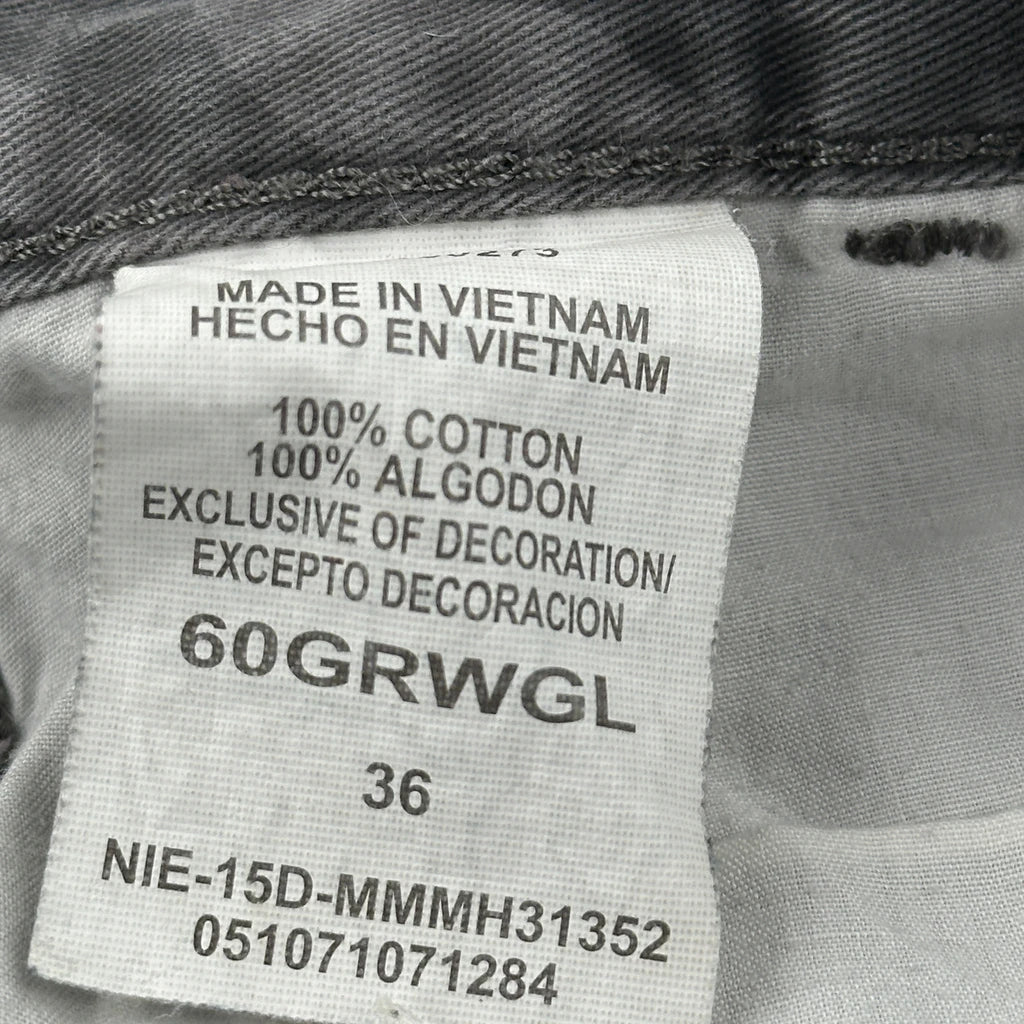 MADE IN VIETNAM
HECHO EN VIETNAM
100% COTTON
100% ALGODON
EXCLUSIVE OF DECORATION/
EXCEPTO DECORACION
60GRWGL
36
NIE-15D-MMMH31352
051071071284